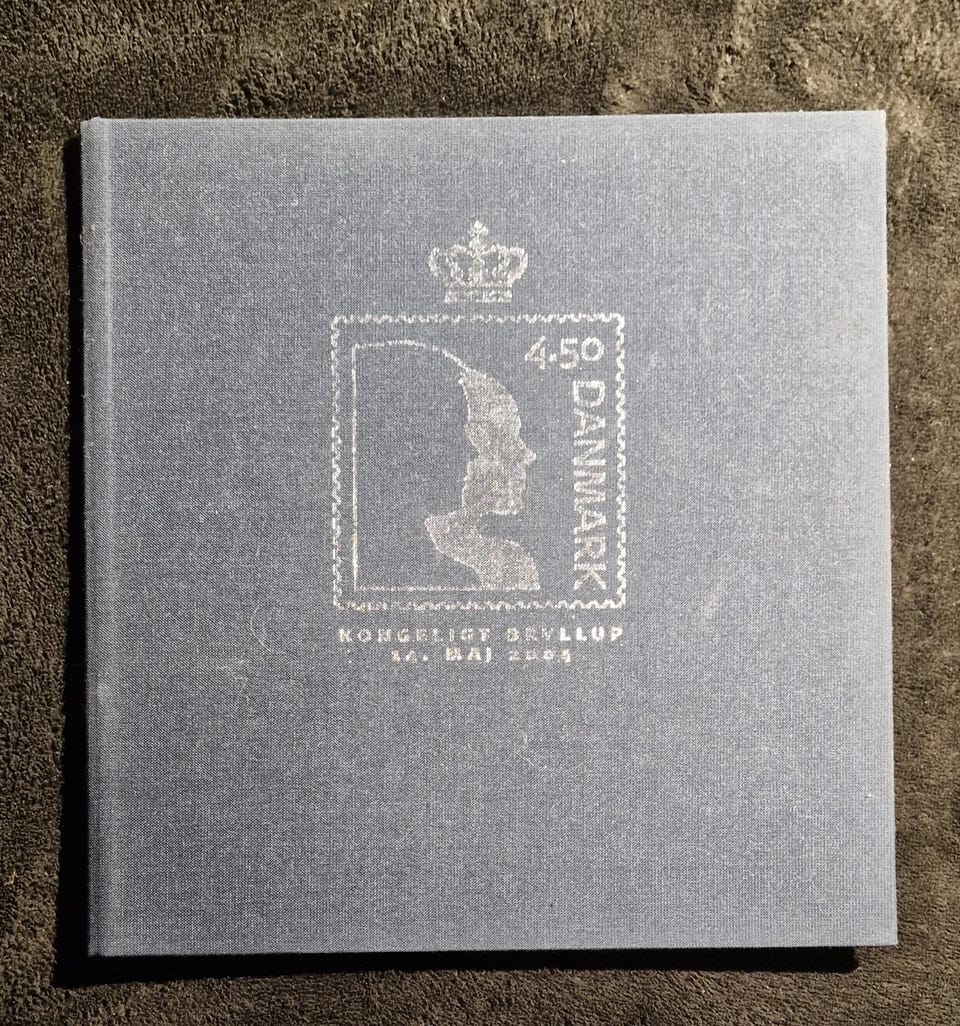 4.50
DANMARK
KONGELIGT BRYLLUP
14. MAJ 2004